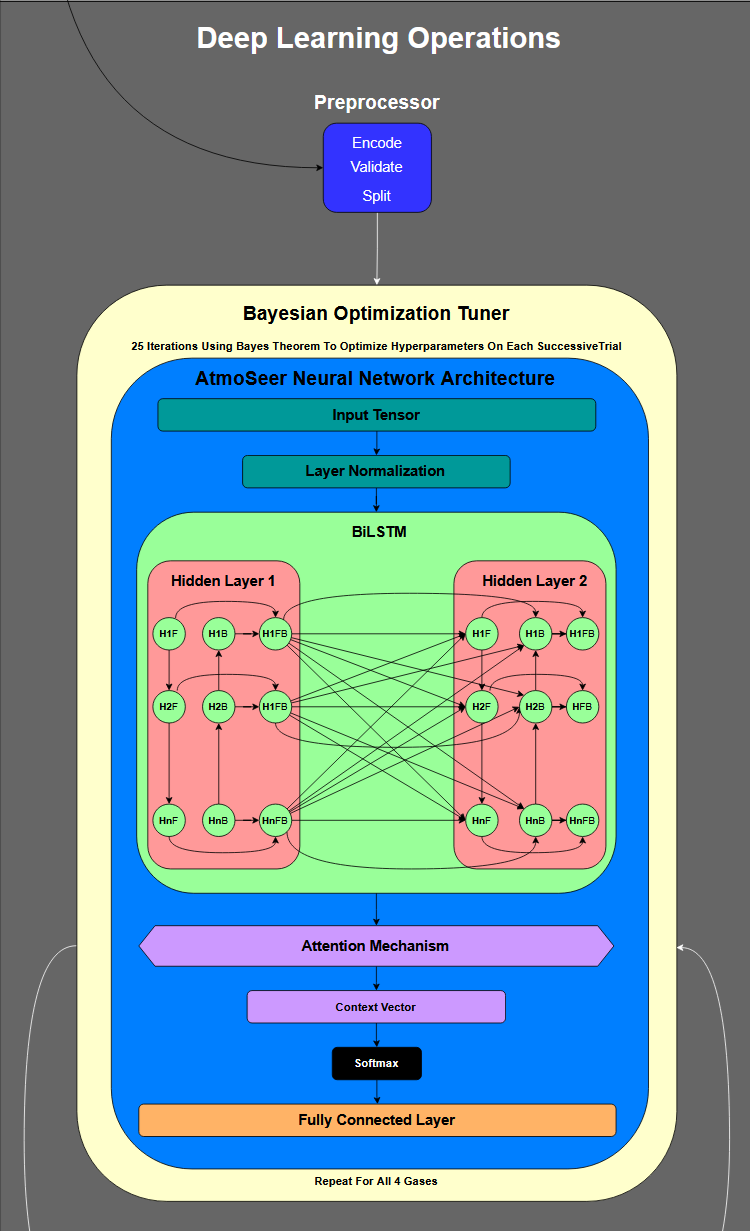 Deep Learning Operations
Preprocessor
Encode
Validate
Split
Bayesian Optimization Tuner
25 Iterations Using Bayes Theorem To Optimize Hyperparameters On Each SuccessiveTrial
AtmoSeer Neural Network Architecture
Input Tensor
Layer Normalization
BiLSTM
Hidden Layer 1
Hidden Layer 2
H1F H1B H1FB H1F H1B H1FB
H2F H2B H1FB H2F H2B HFB
HnF HnB HnFB HnF HnB HnFB
Attention Mechanism
Context Vector
Softmax
Fully Connected Layer
Repeat For All 4 Gases